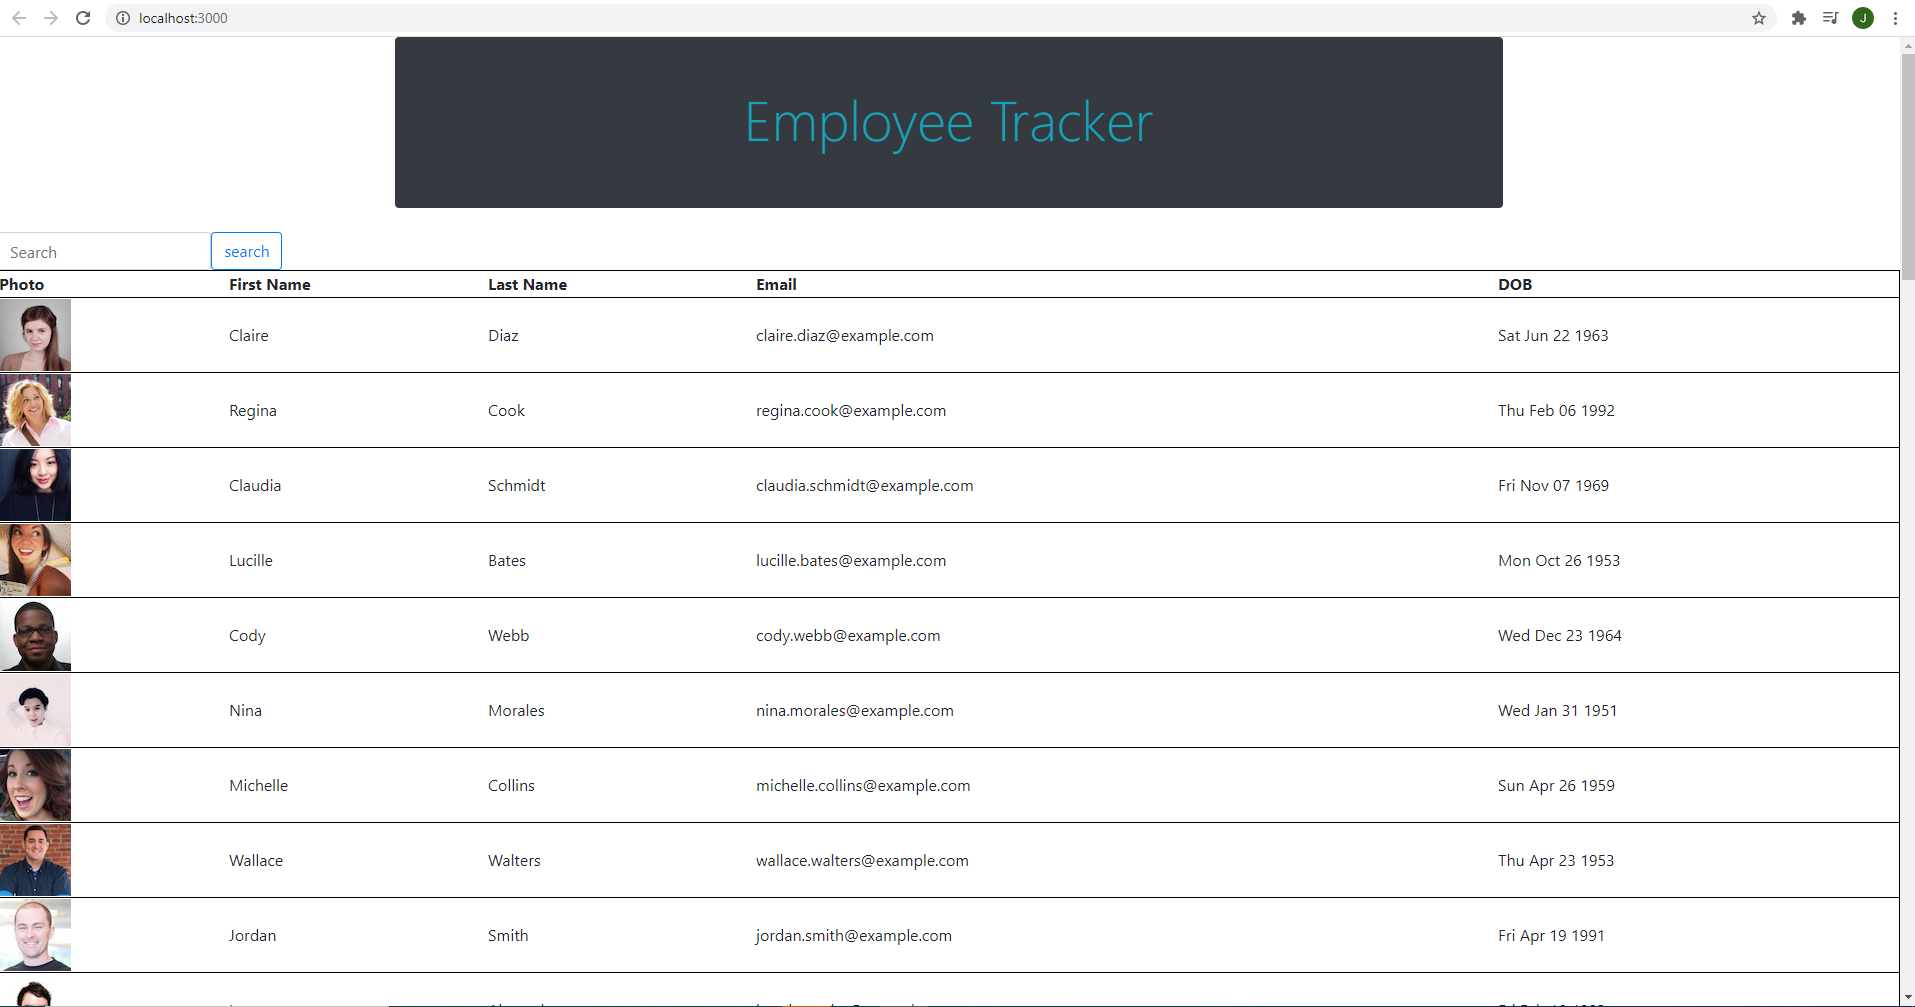 localhost:3000
J
Employee Tracker
Search search
Photo First Name Last Name Email DOB
Claire Diaz claire.diaz@example.com Sat Jun 22 1963
Regina Cook regina.cook@example.com Thu Feb 06 1992
Claudia Schmidt claudia.schmidt@example.com Fri Nov 07 1969
Lucille Bates lucille.bates@example.com Mon Oct 26 1953
Cody Webb cody.webb@example.com Wed Dec 23 1964
Nina Morales nina.morales@example.com Wed Jan 31 1951
Michelle Collins michelle.collins@example.com Sun Apr 26 1959
Wallace Walters wallace.walters@example.com Thu Apr 23 1953
Jordan Smith jordan.smith@example.com Fri Apr 19 1991